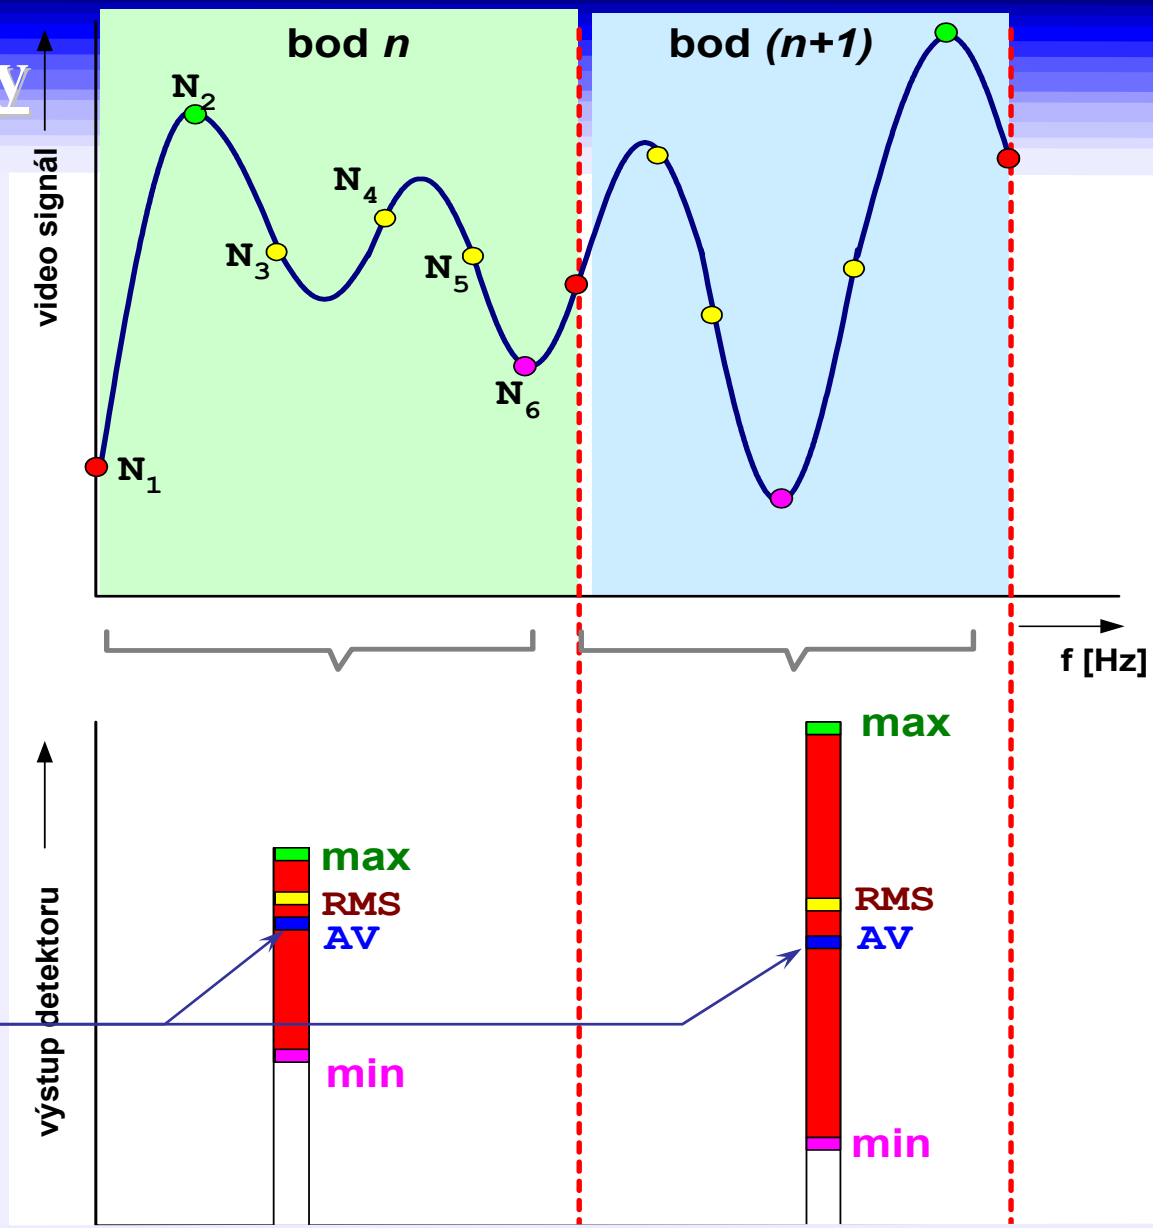 bod n
bod (n+1)
y
video signál
N2
N4
N3
N5
N6
N1
f [Hz]
výstup detektoru
max
max
RMS
AV
RMS
AV
min
min